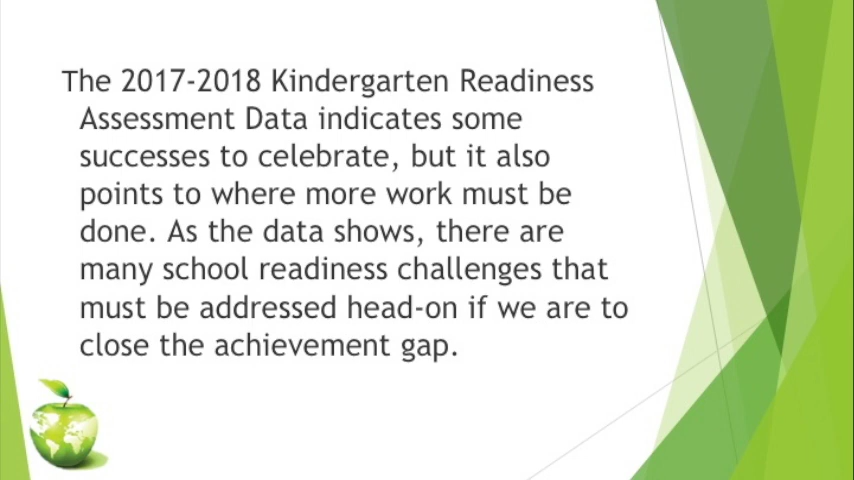 The 2017-2018 Kindergarten Readiness
Assessment Data indicates some
successes to celebrate, but it also
points to where more work must be
done. As the data shows, there are
many school readiness challenges that
must be addressed head-on if we are to
close the achievement gap.